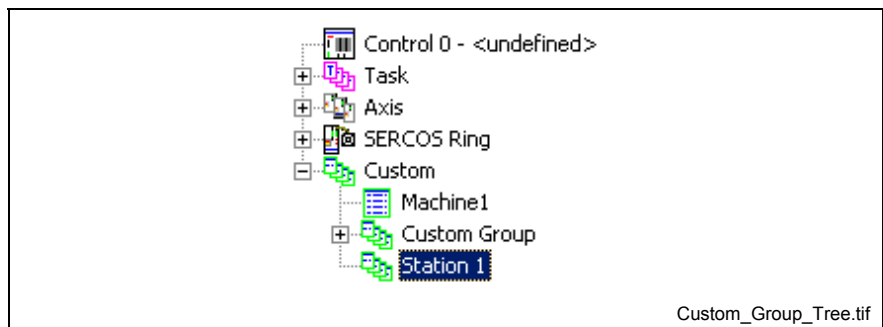 Control 0 - <undefined>
Task
Axis
SERCOS Ring
Custom
Machine1
Custom Group
Station 1
Custom_Group_Tree.tif